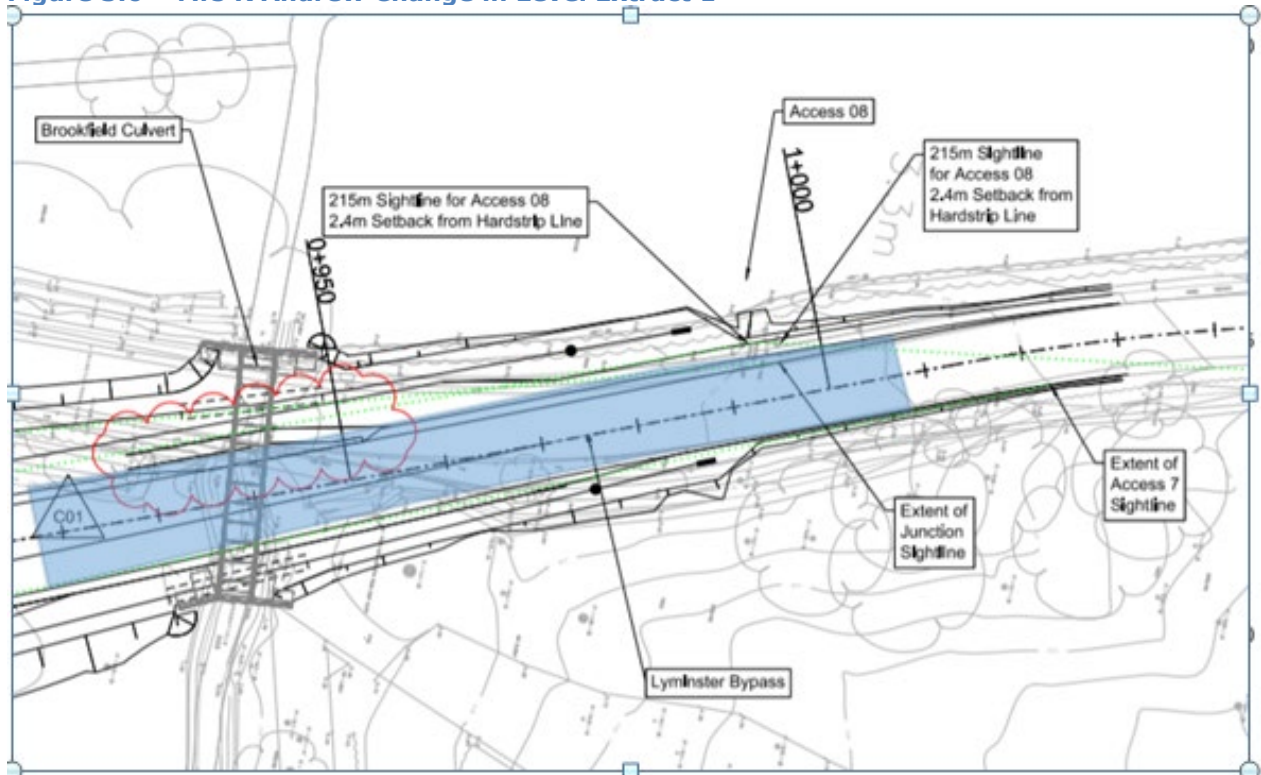 Brookfield Culvert
Access 08
215m Sightline for Access 08
2.4m Setback from Hardstrip Line
1+000
215m Sightline
for Access 08
2.4m Setback from
Hardstrip Line
0+950
C01
Extent of
Access 7
Sightline
Extent of
Junction
Sightline
Lyminster Bypass